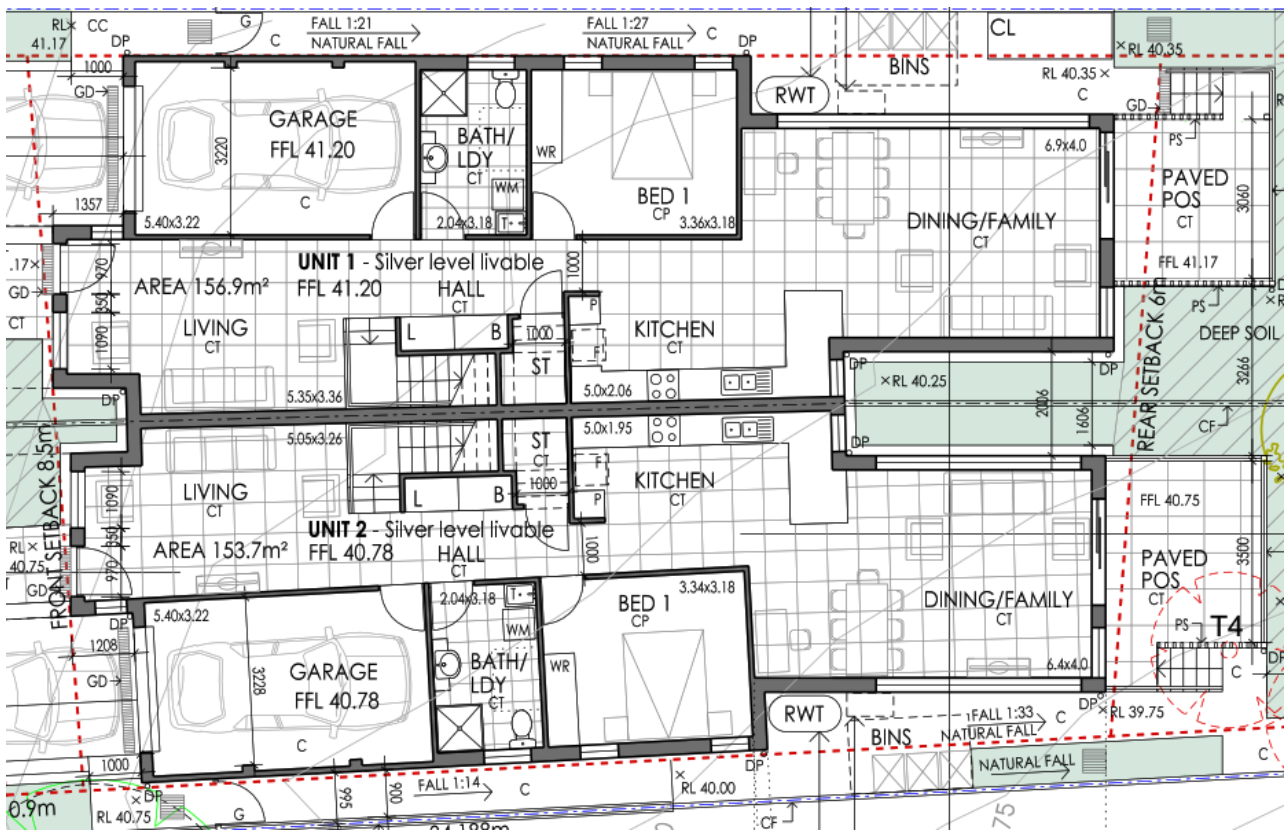 RL× CC
41.17
DP
G
C
FALL 1:21
NATURAL FALL
FALL 1:27
NATURAL FALL
C
DP
BINS
CL
×RL 40.35
RL 40.35 ×
C
GD
RWT
1000
GD
GARAGE
FFL 41.20
3220
C
5.40x3.22
BATH/
LDY
CT
WM
T
2.04x3.18
WR
BED 1
CP
3.36x3.18
6.9x4.0
DINING/FAMILY
CT
PS
PAVED
POS
CT
3060
FFL 41.17
PS
1357
.17×
GD
CT
970
350
1090
AREA 156.9m²
UNIT 1 - Silver level livable
FFL 41.20
HALL
CT
LIVING
CT
5.35x3.36
L
B
1000
ST
1000
P
F
KITCHEN
CT
5.0x2.06
DP
DP
×RL 40.25
2006
1606
REAR SETBACK 6m
DEEP SOIL
3266
CF
DP
FRONT SETBACK 8.5m
DP
5.05x3.26
LIVING
CT
1090
350
970
L
B
ST
CT
1000
5.0x1.95
F
P
KITCHEN
CT
DP
UNIT 2 - Silver level livable
AREA 153.7m²
FFL 40.78
HALL
CT
1000
RL ×
40.75
GD
DP
FFL 40.75
3500
PAVED
POS
CT
PS
T4
DP
C
5.40x3.22
GARAGE
FFL 40.78
3228
C
1208
GD
1000
2.04x3.18
T
WM
BATH/
LDY
CT
WR
BED 1
CP
3.34x3.18
DINING/FAMILY
CT
6.4x4.0
RWT
BINS
FALL 1:33
NATURAL FALL
C
DP
×RL 39.75
NATURAL FALL
C
DP
DP
0.9m
RL 40.75
G
995
900
FALL 1:14
C
×
RL 40.00
CF
75